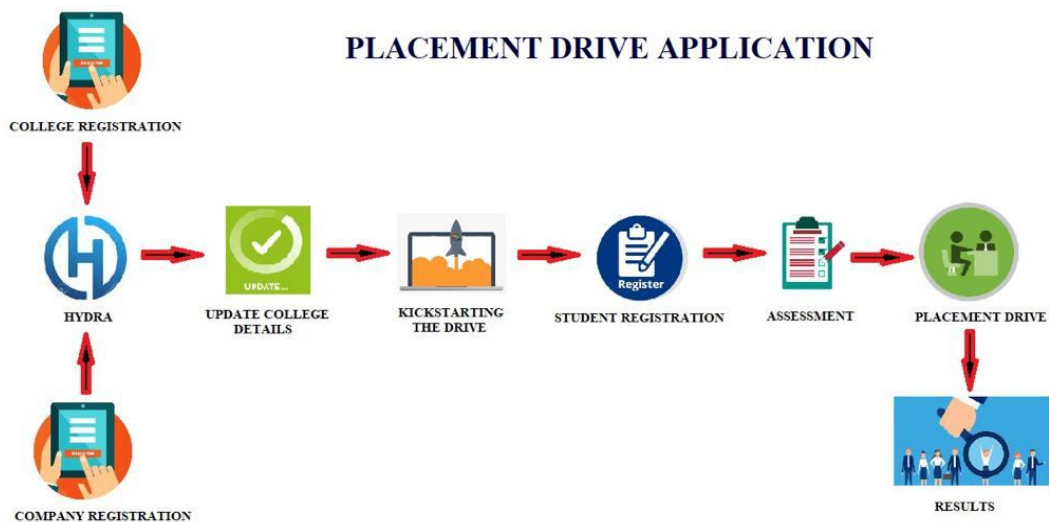 PLACEMENT DRIVE APPLICATION
COLLEGE REGISTRATION
H
HYDRA
UPDATE...
UPDATE COLLEGE
DETAILS
KICKSTARTING
THE DRIVE
Register
STUDENT REGISTRATION
ASSESSMENT
PLACEMENT DRIVE
COMPANY REGISTRATION
RESULTS